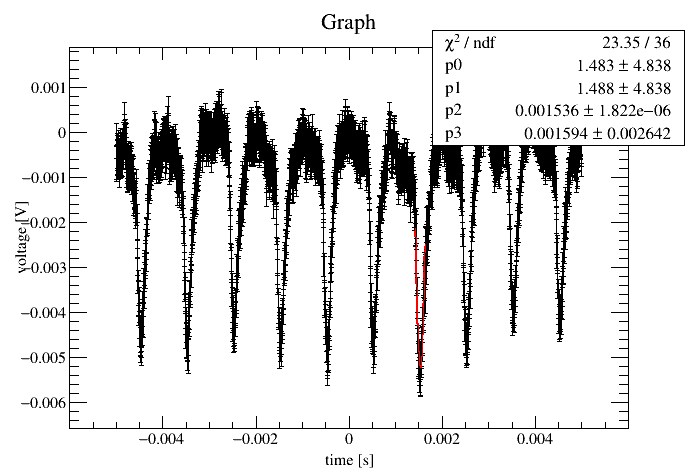 Graph
χ² / ndf 23.35 / 36
p0 1.483 ± 4.838
p1 1.488 ± 4.838
p2 0.001536 ± 1.822e−06
p3 0.001594 ± 0.002642
voltage [V]
0.001
0
−0.001
−0.002
−0.003
−0.004
−0.005
−0.006
−0.004 −0.002 0 0.002 0.004
time [s]